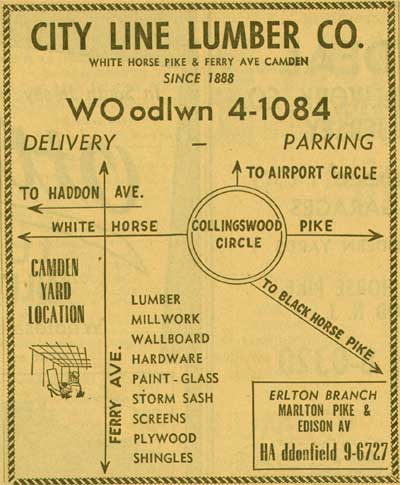 CITY LINE LUMBER CO.
WHITE HORSE PIKE & FERRY AVE CAMDEN
SINCE 1888
WOodlwn 4-1084
DELIVERY – PARKING
TO AIRPORT CIRCLE
TO HADDON AVE.
WHITE HORSE
COLLINGSWOOD
CIRCLE
PIKE
TO BLACK HORSE PIKE
CAMDEN
YARD
LOCATION
FERRY AVE.
LUMBER
MILLWORK
WALLBOARD
HARDWARE
PAINT-GLASS
STORM SASH
SCREENS
PLYWOOD
SHINGLES
ERLTON BRANCH
MARLTON PIKE &
EDISON AV
HA ddonfield 9-6727